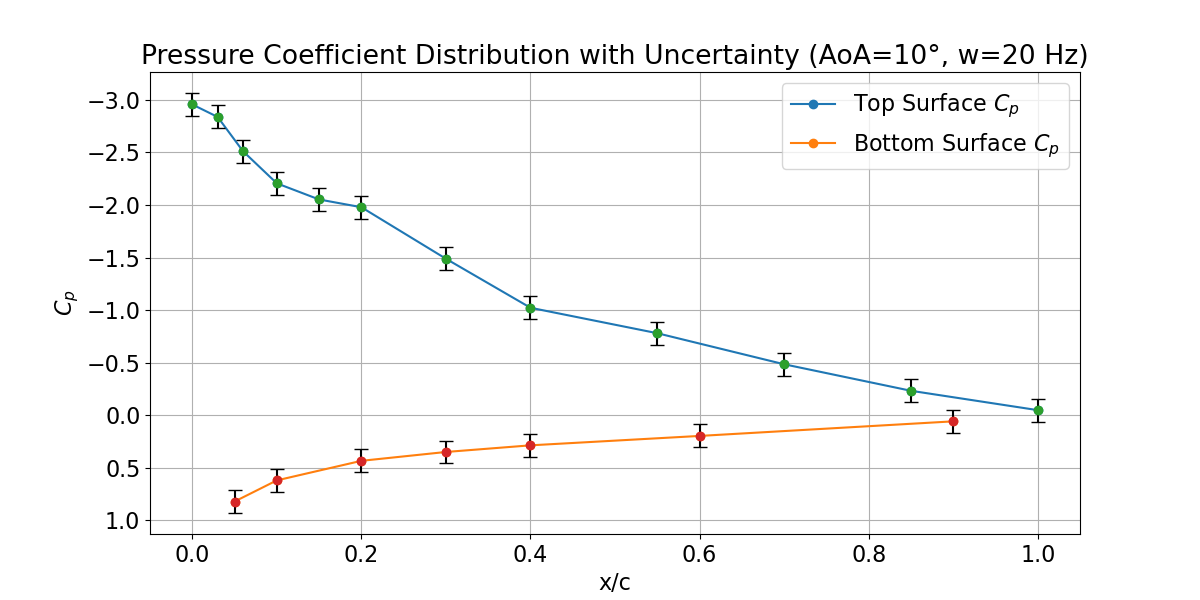 Pressure Coefficient Distribution with Uncertainty (AoA=10°, w=20 Hz)
Top Surface Cp
Bottom Surface Cp
−3.0
−2.5
−2.0
−1.5
−1.0
−0.5
0.0
0.5
1.0
Cp
0.0 0.2 0.4 0.6 0.8 1.0
x/c